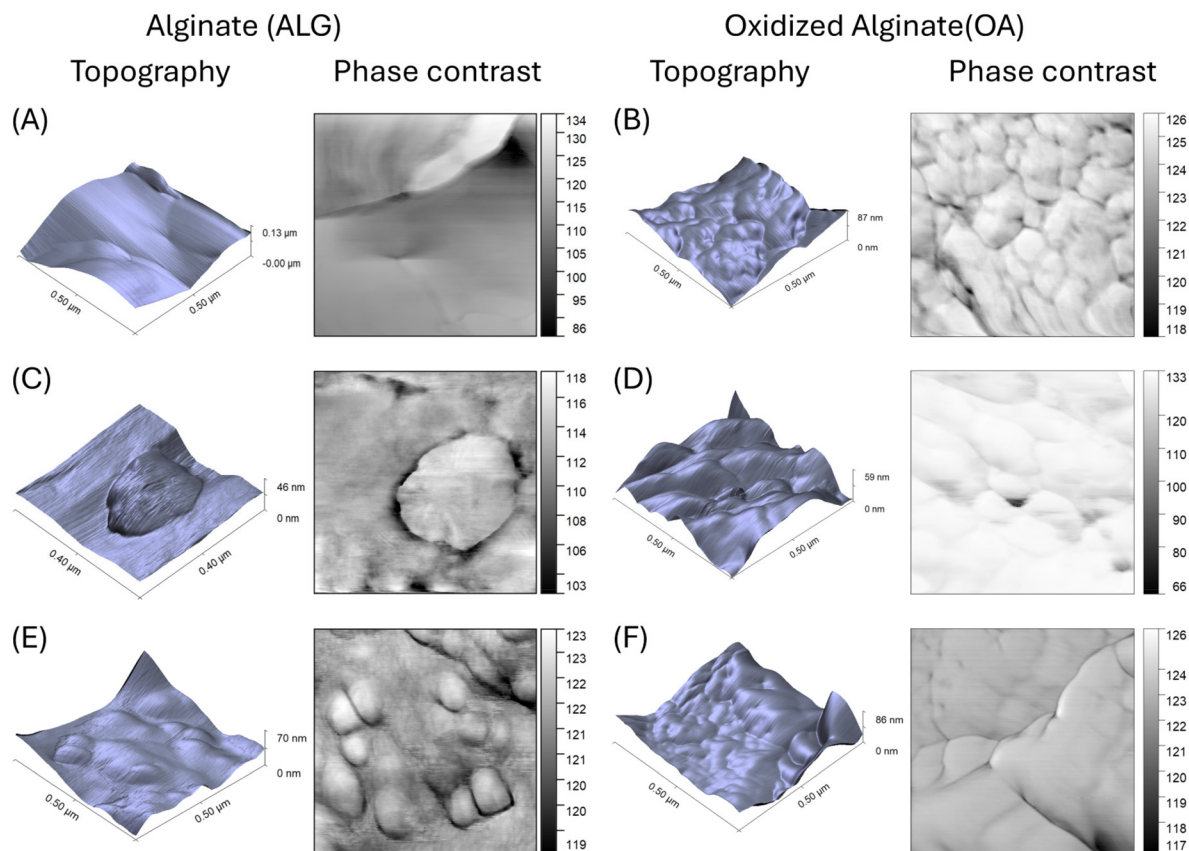 Alginate (ALG)
Oxidized Alginate(OA)
Topography
Phase contrast
Topography
Phase contrast
(A)
0.13 µm
-0.00 µm
0.50 µm
0.50 µm
134
130
125
120
115
110
105
100
95
86
(B)
87 nm
0 nm
0.50 µm
0.50 µm
126
125
124
123
122
121
120
119
118
(C)
46 nm
0 nm
0.40 µm
0.40 µm
118
116
114
112
110
108
106
103
(D)
59 nm
0 nm
0.50 µm
0.50 µm
133
120
110
100
90
80
66
(E)
70 nm
0 nm
0.50 µm
0.50 µm
123
123
122
122
121
121
120
120
119
(F)
86 nm
0 nm
0.50 µm
0.50 µm
126
124
123
122
121
120
119
118
117